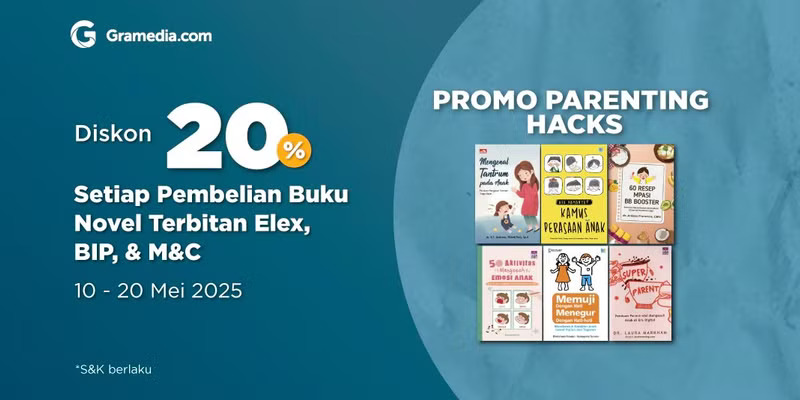 Gramedia.com
Diskon 20%
Setiap Pembelian Buku
Novel Terbitan Elex,
BIP, & M&C
10 - 20 Mei 2025
*S&K berlaku
PROMO PARENTING
HACKS
Mengenal
Tantrum
pada Anak
KAMUS
PERASAAN ANAK
60 RESEP
MPASI
BB BOOSTER
50 Aktivitas
Mengasah
EMOSI ANAK
Memuji
Dengan Hati
Menegur
Dengan Hati-hati
SUPER
PARENT
DR. LAURA MARKHAM